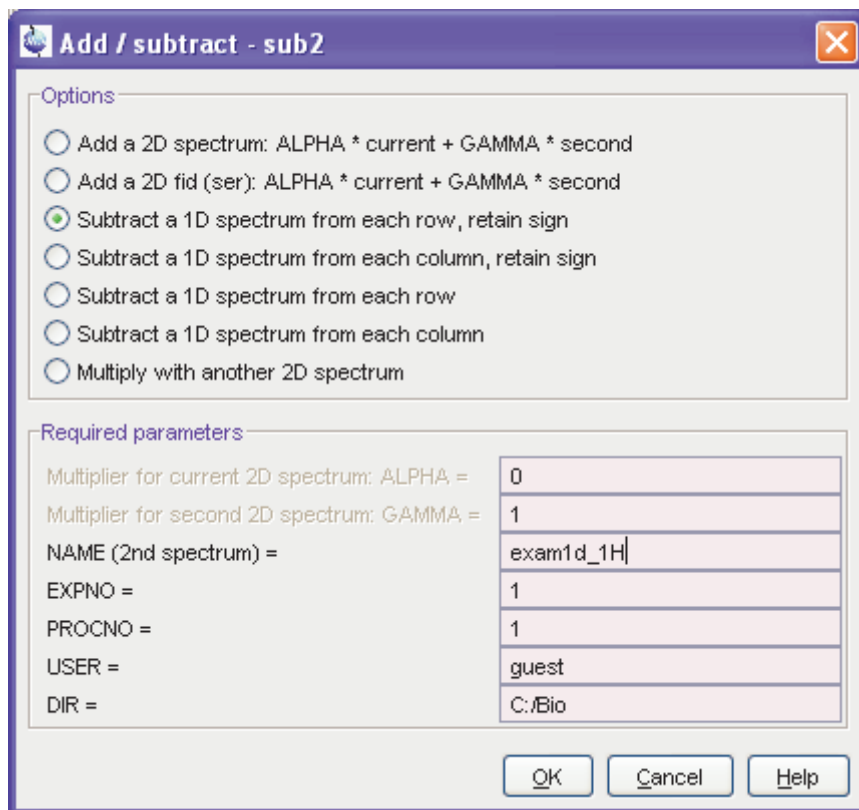 Add / subtract - sub2
Options
Add a 2D spectrum: ALPHA * current + GAMMA * second
Add a 2D fid (ser): ALPHA * current + GAMMA * second
Subtract a 1D spectrum from each row, retain sign
Subtract a 1D spectrum from each column, retain sign
Subtract a 1D spectrum from each row
Subtract a 1D spectrum from each column
Multiply with another 2D spectrum
Required parameters
Multiplier for current 2D spectrum: ALPHA = 0
Multiplier for second 2D spectrum: GAMMA = 1
NAME (2nd spectrum) = exam1d_1H
EXPNO = 1
PROCNO = 1
USER = guest
DIR = C:/Bio
OK Cancel Help